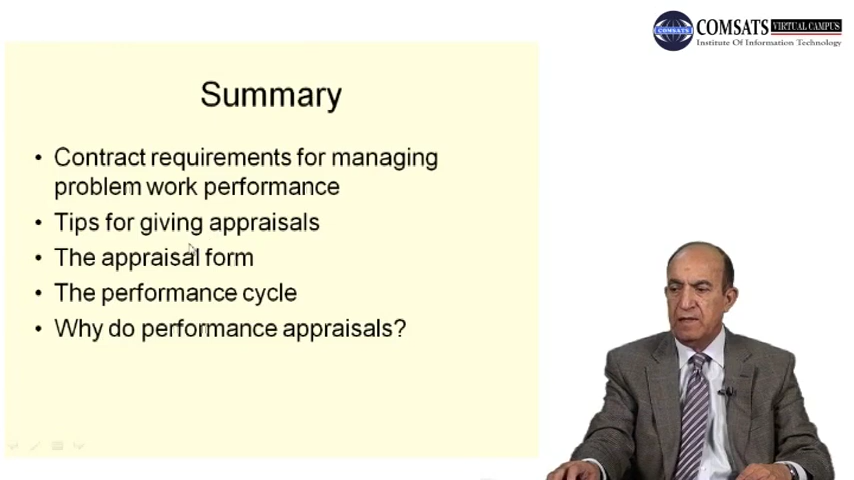 COMSATS VIRTUAL CAMPUS
Institute Of Information Technology
COMSATS
Summary
• Contract requirements for managing
problem work performance
• Tips for giving appraisals
• The appraisal form
• The performance cycle
• Why do performance appraisals?